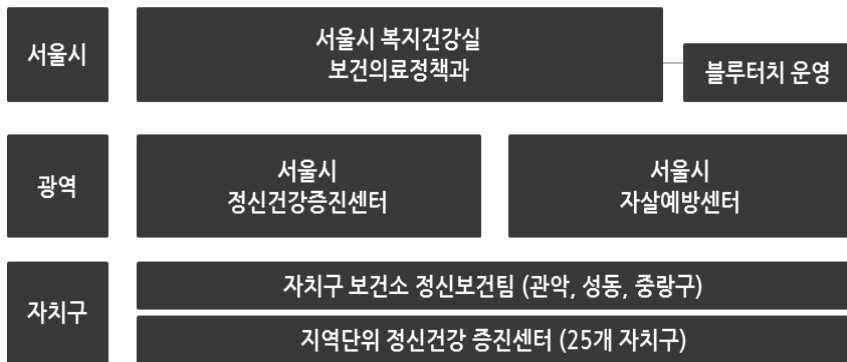 서울시
서울시 복지건강실
보건의료정책과
블루터치 운영
광역
서울시
정신건강증진센터
서울시
자살예방센터
자치구
자치구 보건소 정신보건팀 (관악, 성동, 중랑구)
지역단위 정신건강 증진센터 (25개 자치구)